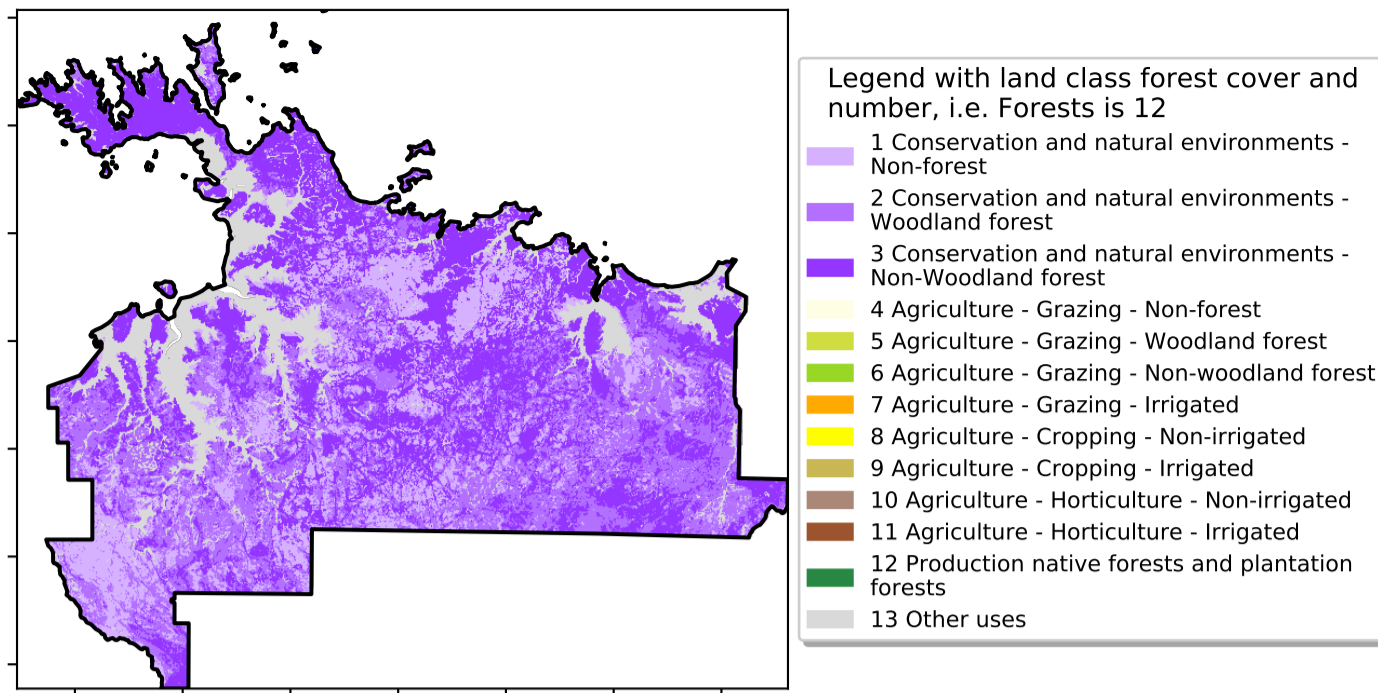 Legend with land class forest cover and
number, i.e. Forests is 12
1 Conservation and natural environments -
Non-forest
2 Conservation and natural environments -
Woodland forest
3 Conservation and natural environments -
Non-Woodland forest
4 Agriculture - Grazing - Non-forest
5 Agriculture - Grazing - Woodland forest
6 Agriculture - Grazing - Non-woodland forest
7 Agriculture - Grazing - Irrigated
8 Agriculture - Cropping - Non-irrigated
9 Agriculture - Cropping - Irrigated
10 Agriculture - Horticulture - Non-irrigated
11 Agriculture - Horticulture - Irrigated
12 Production native forests and plantation
forests
13 Other uses